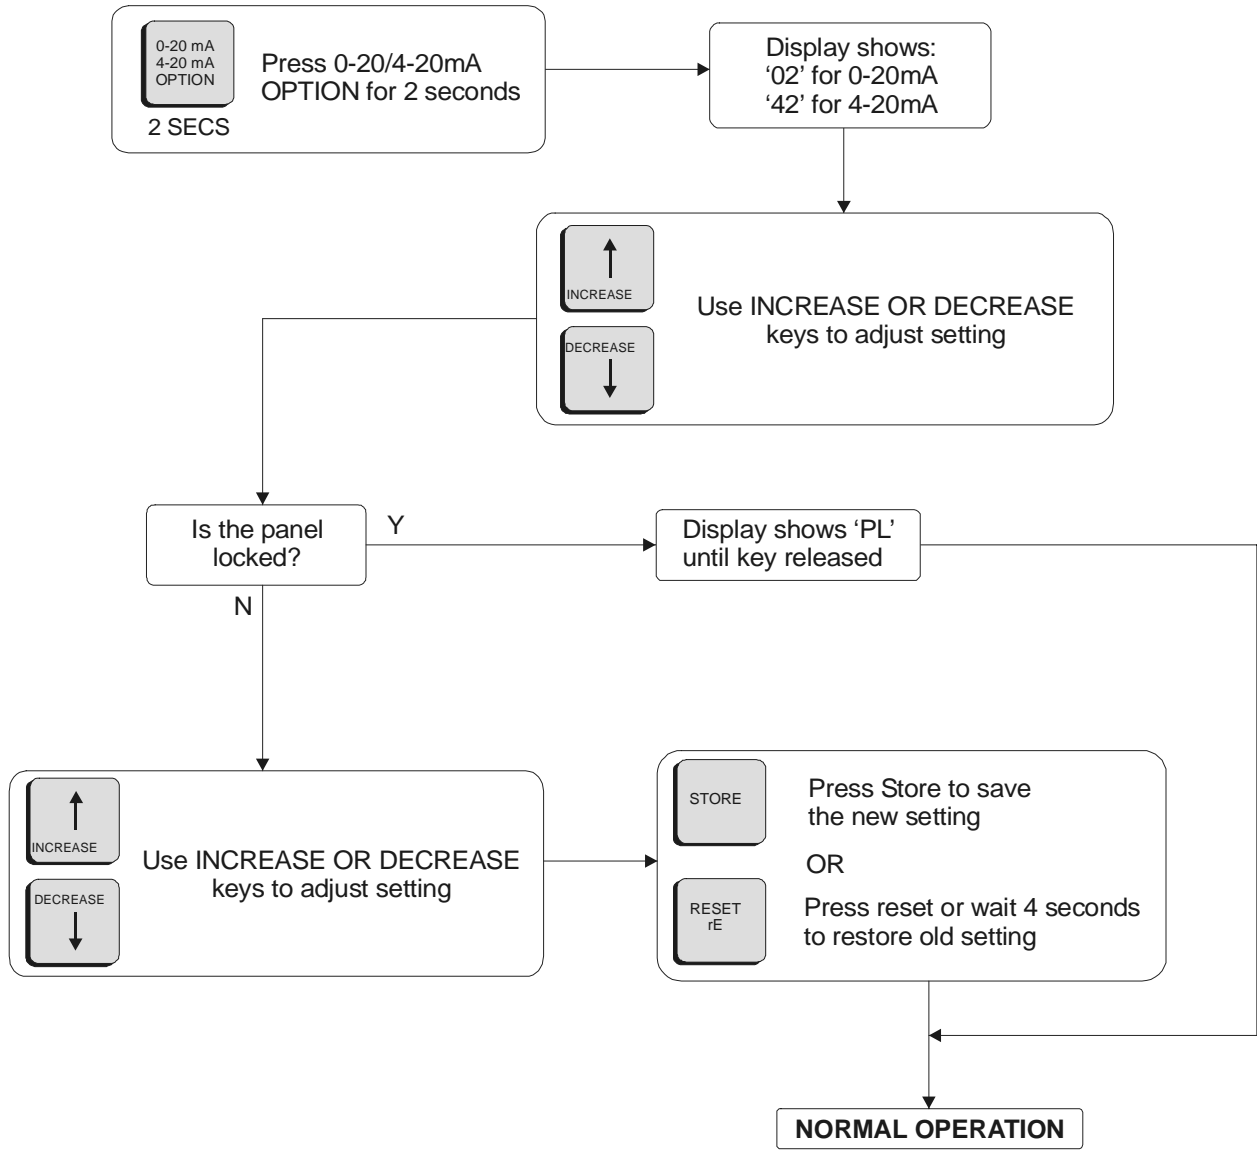 0-20 mA
4-20 mA
OPTION
2 SECS
Press 0-20/4-20mA
OPTION for 2 seconds
Display shows:
‘02’ for 0-20mA
‘42’ for 4-20mA
INCREASE
DECREASE
Use INCREASE OR DECREASE
keys to adjust setting
Is the panel
locked?
Y
N
Display shows ‘PL’
until key released
INCREASE
DECREASE
Use INCREASE OR DECREASE
keys to adjust setting
STORE
Press Store to save
the new setting
OR
RESET
rE
Press reset or wait 4 seconds
to restore old setting
NORMAL OPERATION